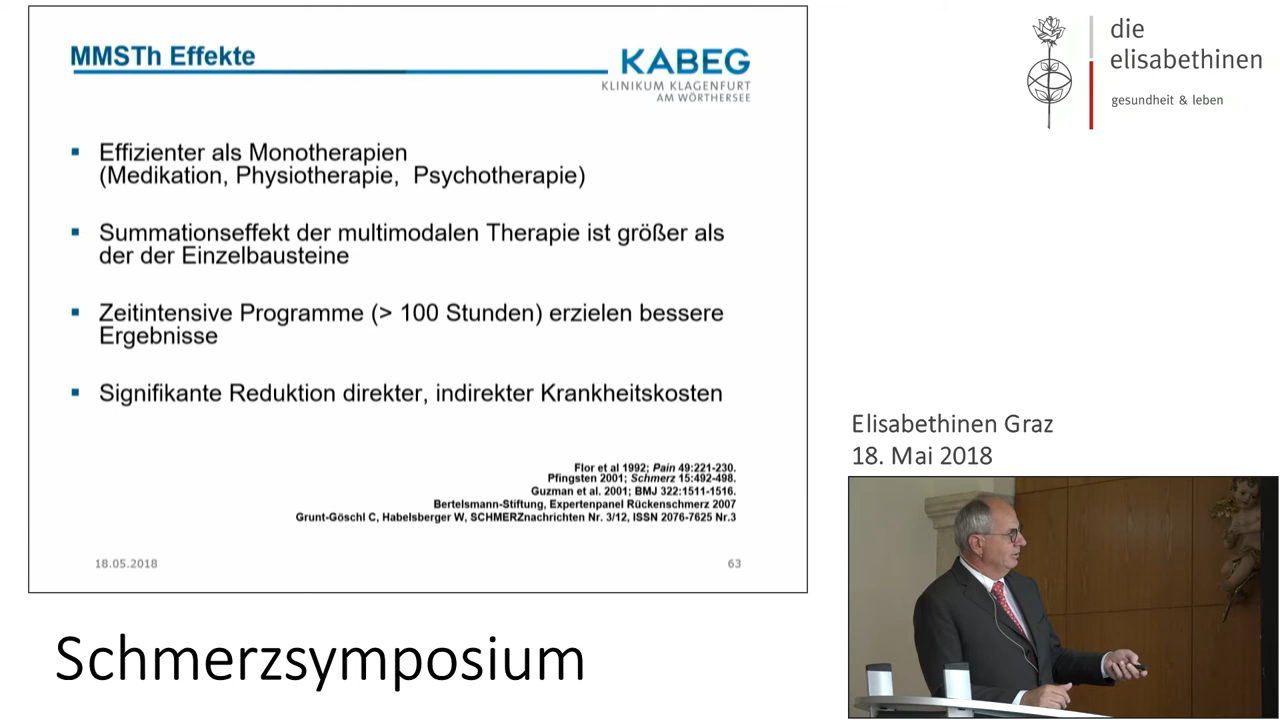 MMSTh Effekte
KABEG
KLINIKUM KLAGENFURT
AM WÖRTHERSEE
▪ Effizienter als Monotherapien
(Medikation, Physiotherapie,  Psychotherapie)
▪ Summationseffekt der multimodalen Therapie ist größer als
der der Einzelbausteine
▪ Zeitintensive Programme (> 100 Stunden) erzielen bessere
Ergebnisse
▪ Signifikante Reduktion direkter, indirekter Krankheitskosten
Flor et al 1992; Pain 49:221-230.
Pfingsten 2001; Schmerz 15:492-498.
Guzman et al. 2001; BMJ 322:1511-1516.
Bertelsmann-Stiftung, Expertenpanel Rückenschmerz 2007
Grunt-Göschl C, Habelsberger W, SCHMERZnachrichten Nr. 3/12, ISSN 2076-7625 Nr.3
18.05.2018
63
die
elisabethinen
gesundheit & leben
Elisabethinen Graz
18. Mai 2018
Schmerzsymposium